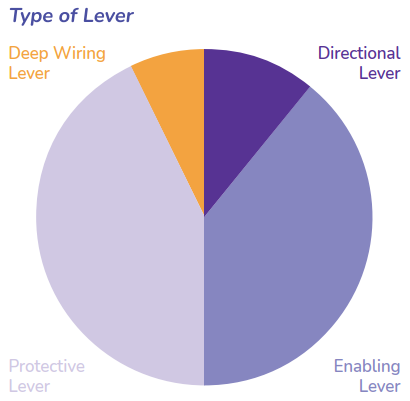 Type of Lever
Deep Wiring
Lever
Directional
Lever
Protective
Lever
Enabling
Lever